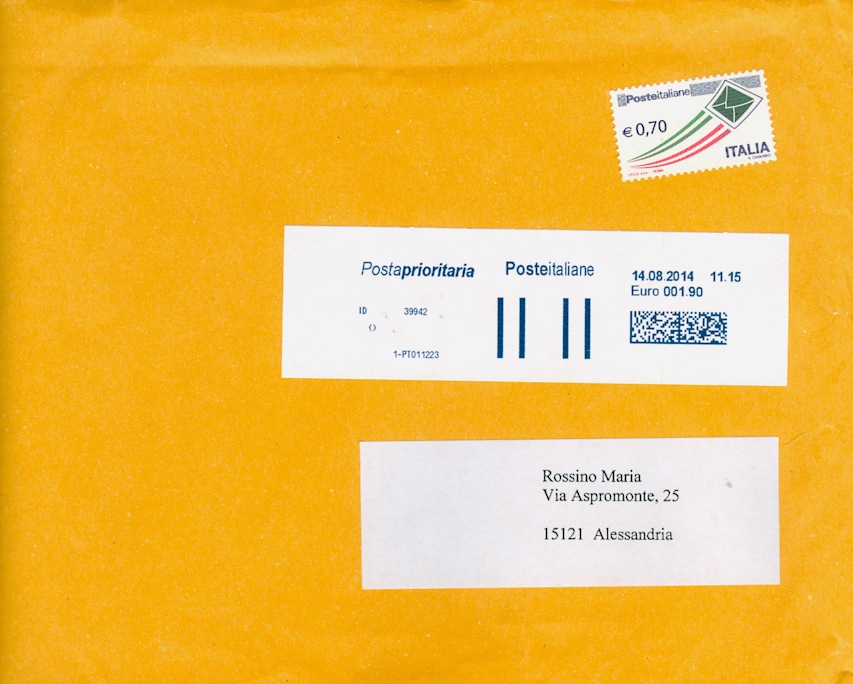 Posteitaliane
€ 0,70
ITALIA
Postaprioritaria Posteitaliane 14.08.2014 11.15
Euro 001.90
ID 39942
()
1-PT011223
Rossino Maria
Via Aspromonte, 25
15121 Alessandria